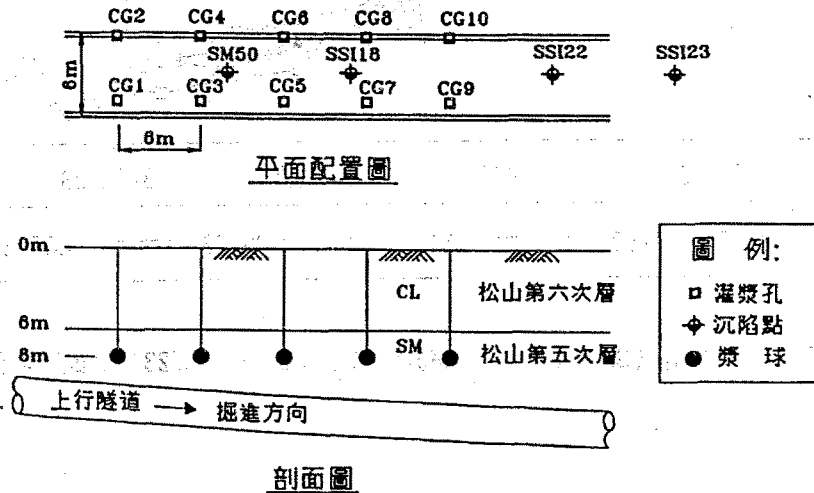 CG2 CG4 CG6 CG8 CG10
SM50 SSI18 SSI22 SSI23
6m
CG1 CG3 CG5 CG7 CG9
6m
平面配置圖
0m
CL 松山第六次層
6m
8m SM 松山第五次層
上行隧道 掘進方向
剖面圖
圖 例:
灌漿孔
沉陷點
漿 球